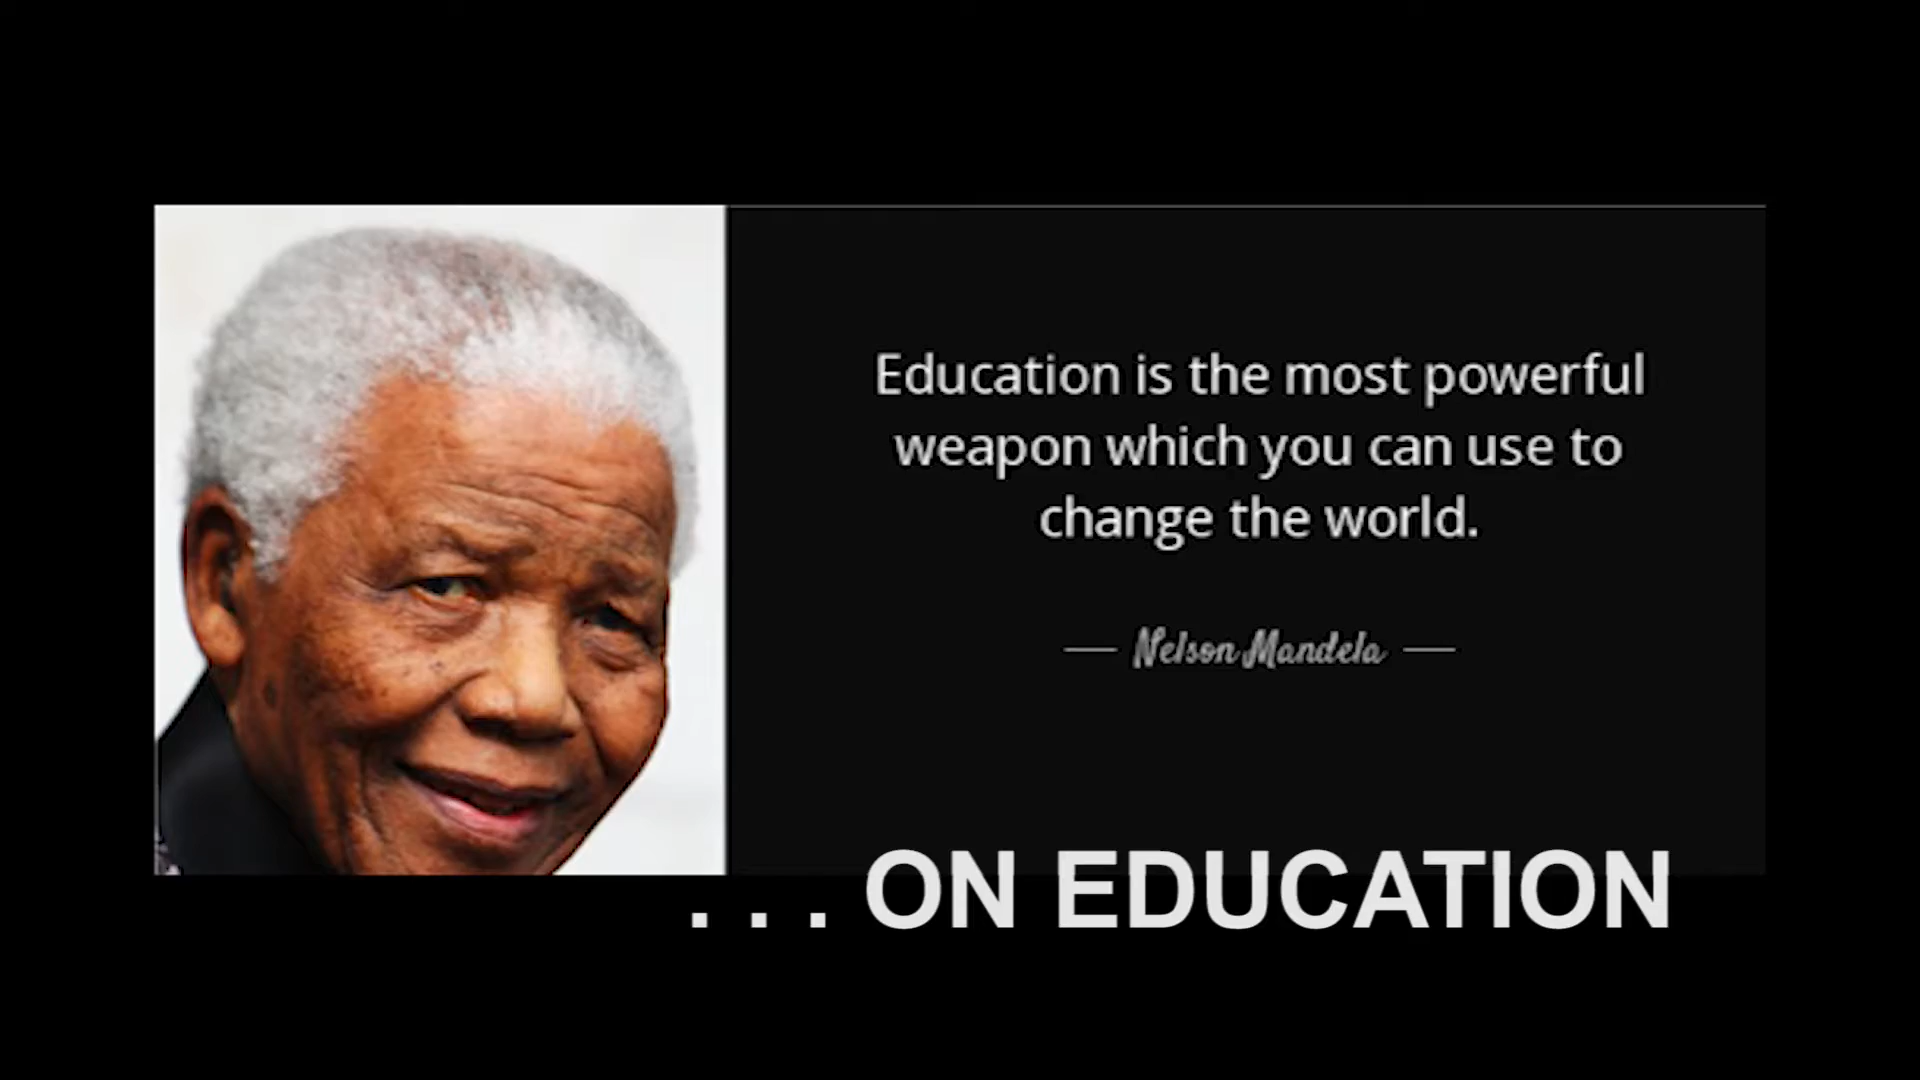 Education is the most powerful
weapon which you can use to
change the world.
— Nelson Mandela —
. . . ON EDUCATION